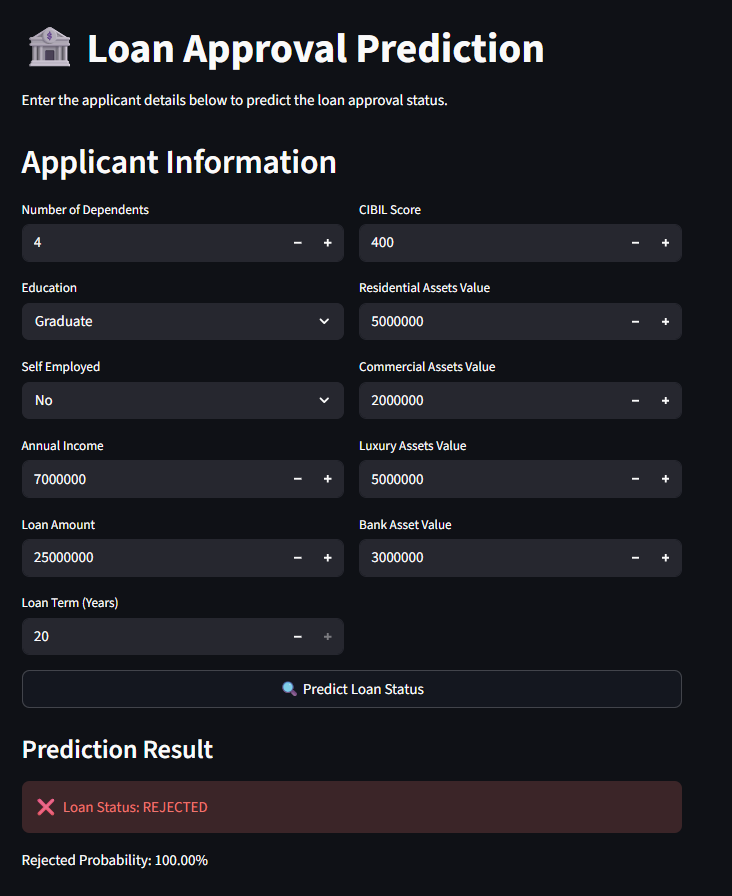 Loan Approval Prediction
Enter the applicant details below to predict the loan approval status.
Applicant Information
Number of Dependents
4
Education
Graduate
Self Employed
No
Annual Income
7000000
Loan Amount
25000000
Loan Term (Years)
20
CIBIL Score
400
Residential Assets Value
5000000
Commercial Assets Value
2000000
Luxury Assets Value
5000000
Bank Asset Value
3000000
Predict Loan Status
Prediction Result
Loan Status: REJECTED
Rejected Probability: 100.00%